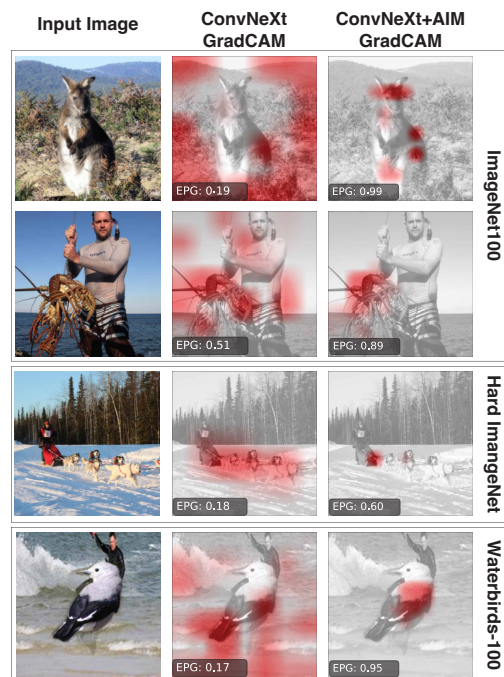 Input Image
ConvNeXt
GradCAM
ConvNeXt+AIM
GradCAM
EPG: 0.19
EPG: 0.99
ImageNet100
EPG: 0.51
EPG: 0.89
EPG: 0.18
EPG: 0.60
Hard ImangeNet
EPG: 0.17
EPG: 0.95
Waterbirds-100